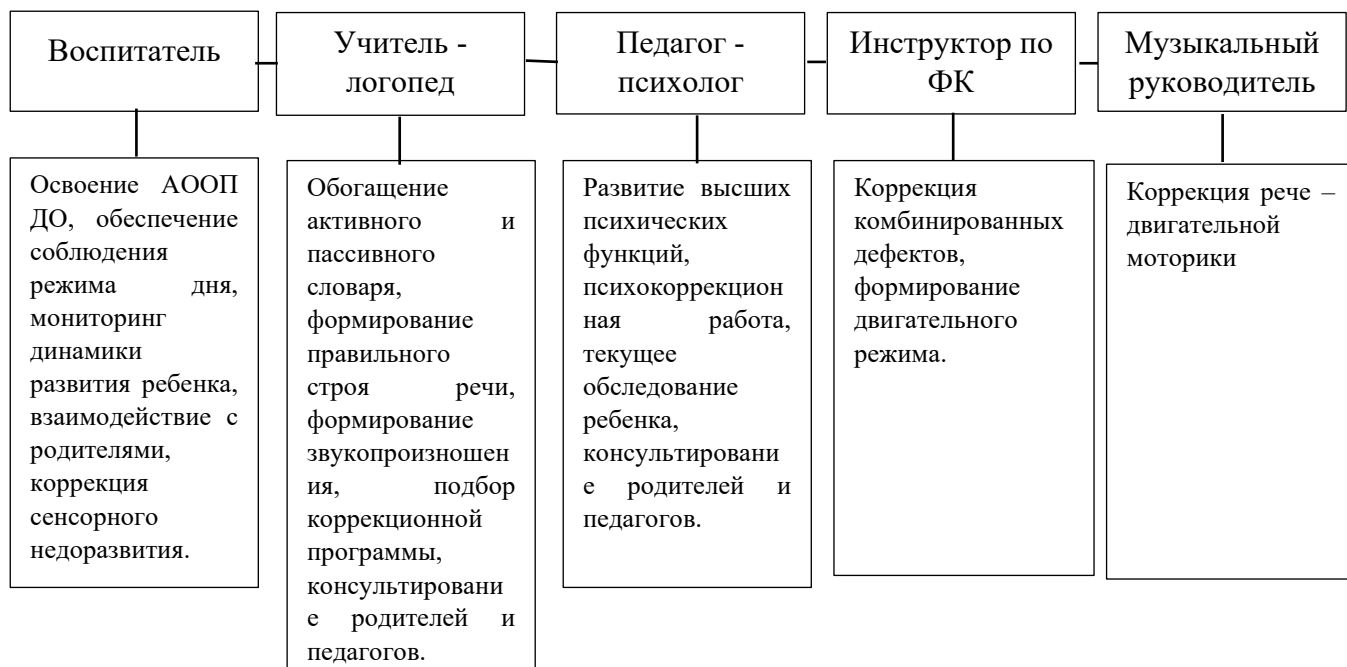 Воспитатель
Учитель -
логопед
Педагог -
психолог
Инструктор по
ФК
Музыкальный
руководитель
Освоение АООП
ДО, обеспечение
соблюдения
режима дня,
мониторинг
динамики
развития ребенка,
взаимодействие с
родителями,
коррекция
сенсорного
недоразвития.
Обогащение
активного и
пассивного
словаря,
формирование
правильного
строя речи,
формирование
звукопроизношен
ия, подбор
коррекционной
программы,
консультировани
е родителей и
педагогов.
Развитие высших
психических
функций,
психокоррекцион
ная работа,
текущее
обследование
ребенка,
консультировани
е родителей и
педагогов.
Коррекция
комбинированных
дефектов,
формирование
двигательного
режима.
Коррекция рече –
двигательной
моторики